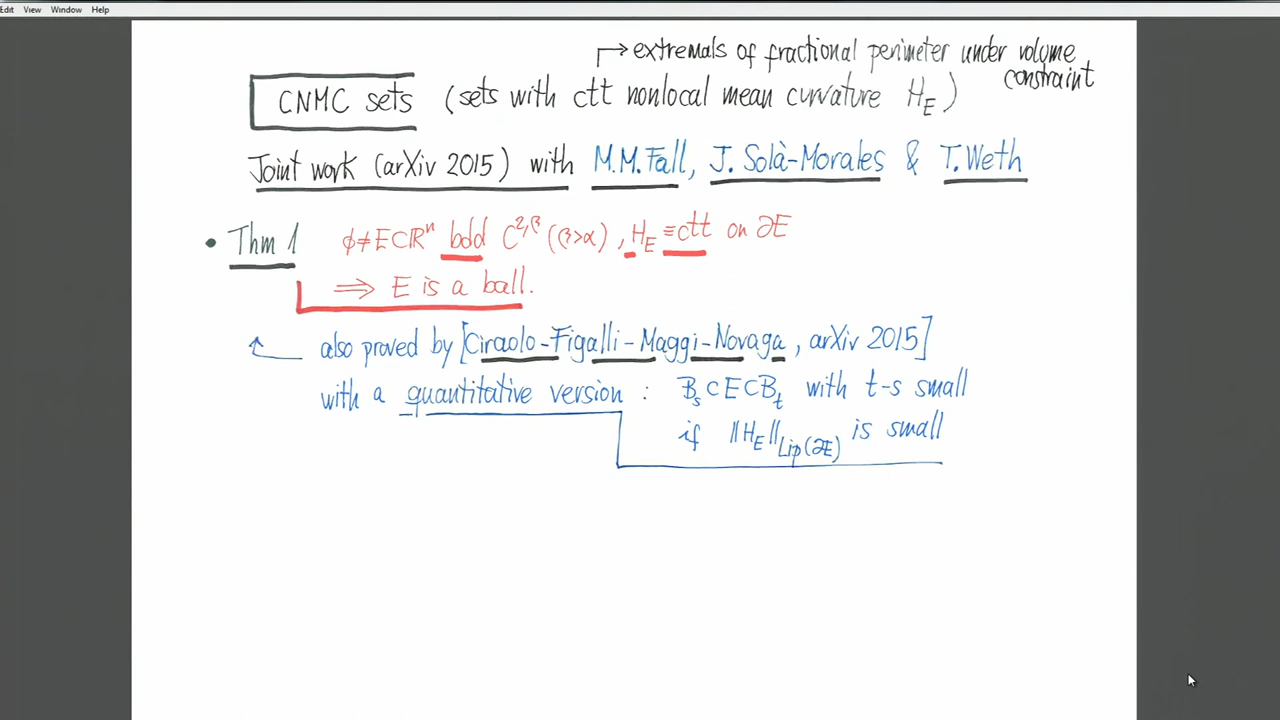 Edit View Window Help
extremals of fractional perimeter under volume
constraint
CNMC sets (sets with ctt nonlocal mean curvature H_E)
Joint work (arXiv 2015) with M.M.Fall, J. Solà-Morales & T.Weth
• Thm 1 ∅≠E⊂ℝⁿ bdd C^{2,β} (β>α), H_E ≡ctt on ∂E
⟹ E is a ball.
also proved by [Ciraolo-Figalli-Maggi-Novaga, arXiv 2015]
with a quantitative version : B_s⊂E⊂B_t with t-s small
if ||H_E||_{Lip(∂E)} is small